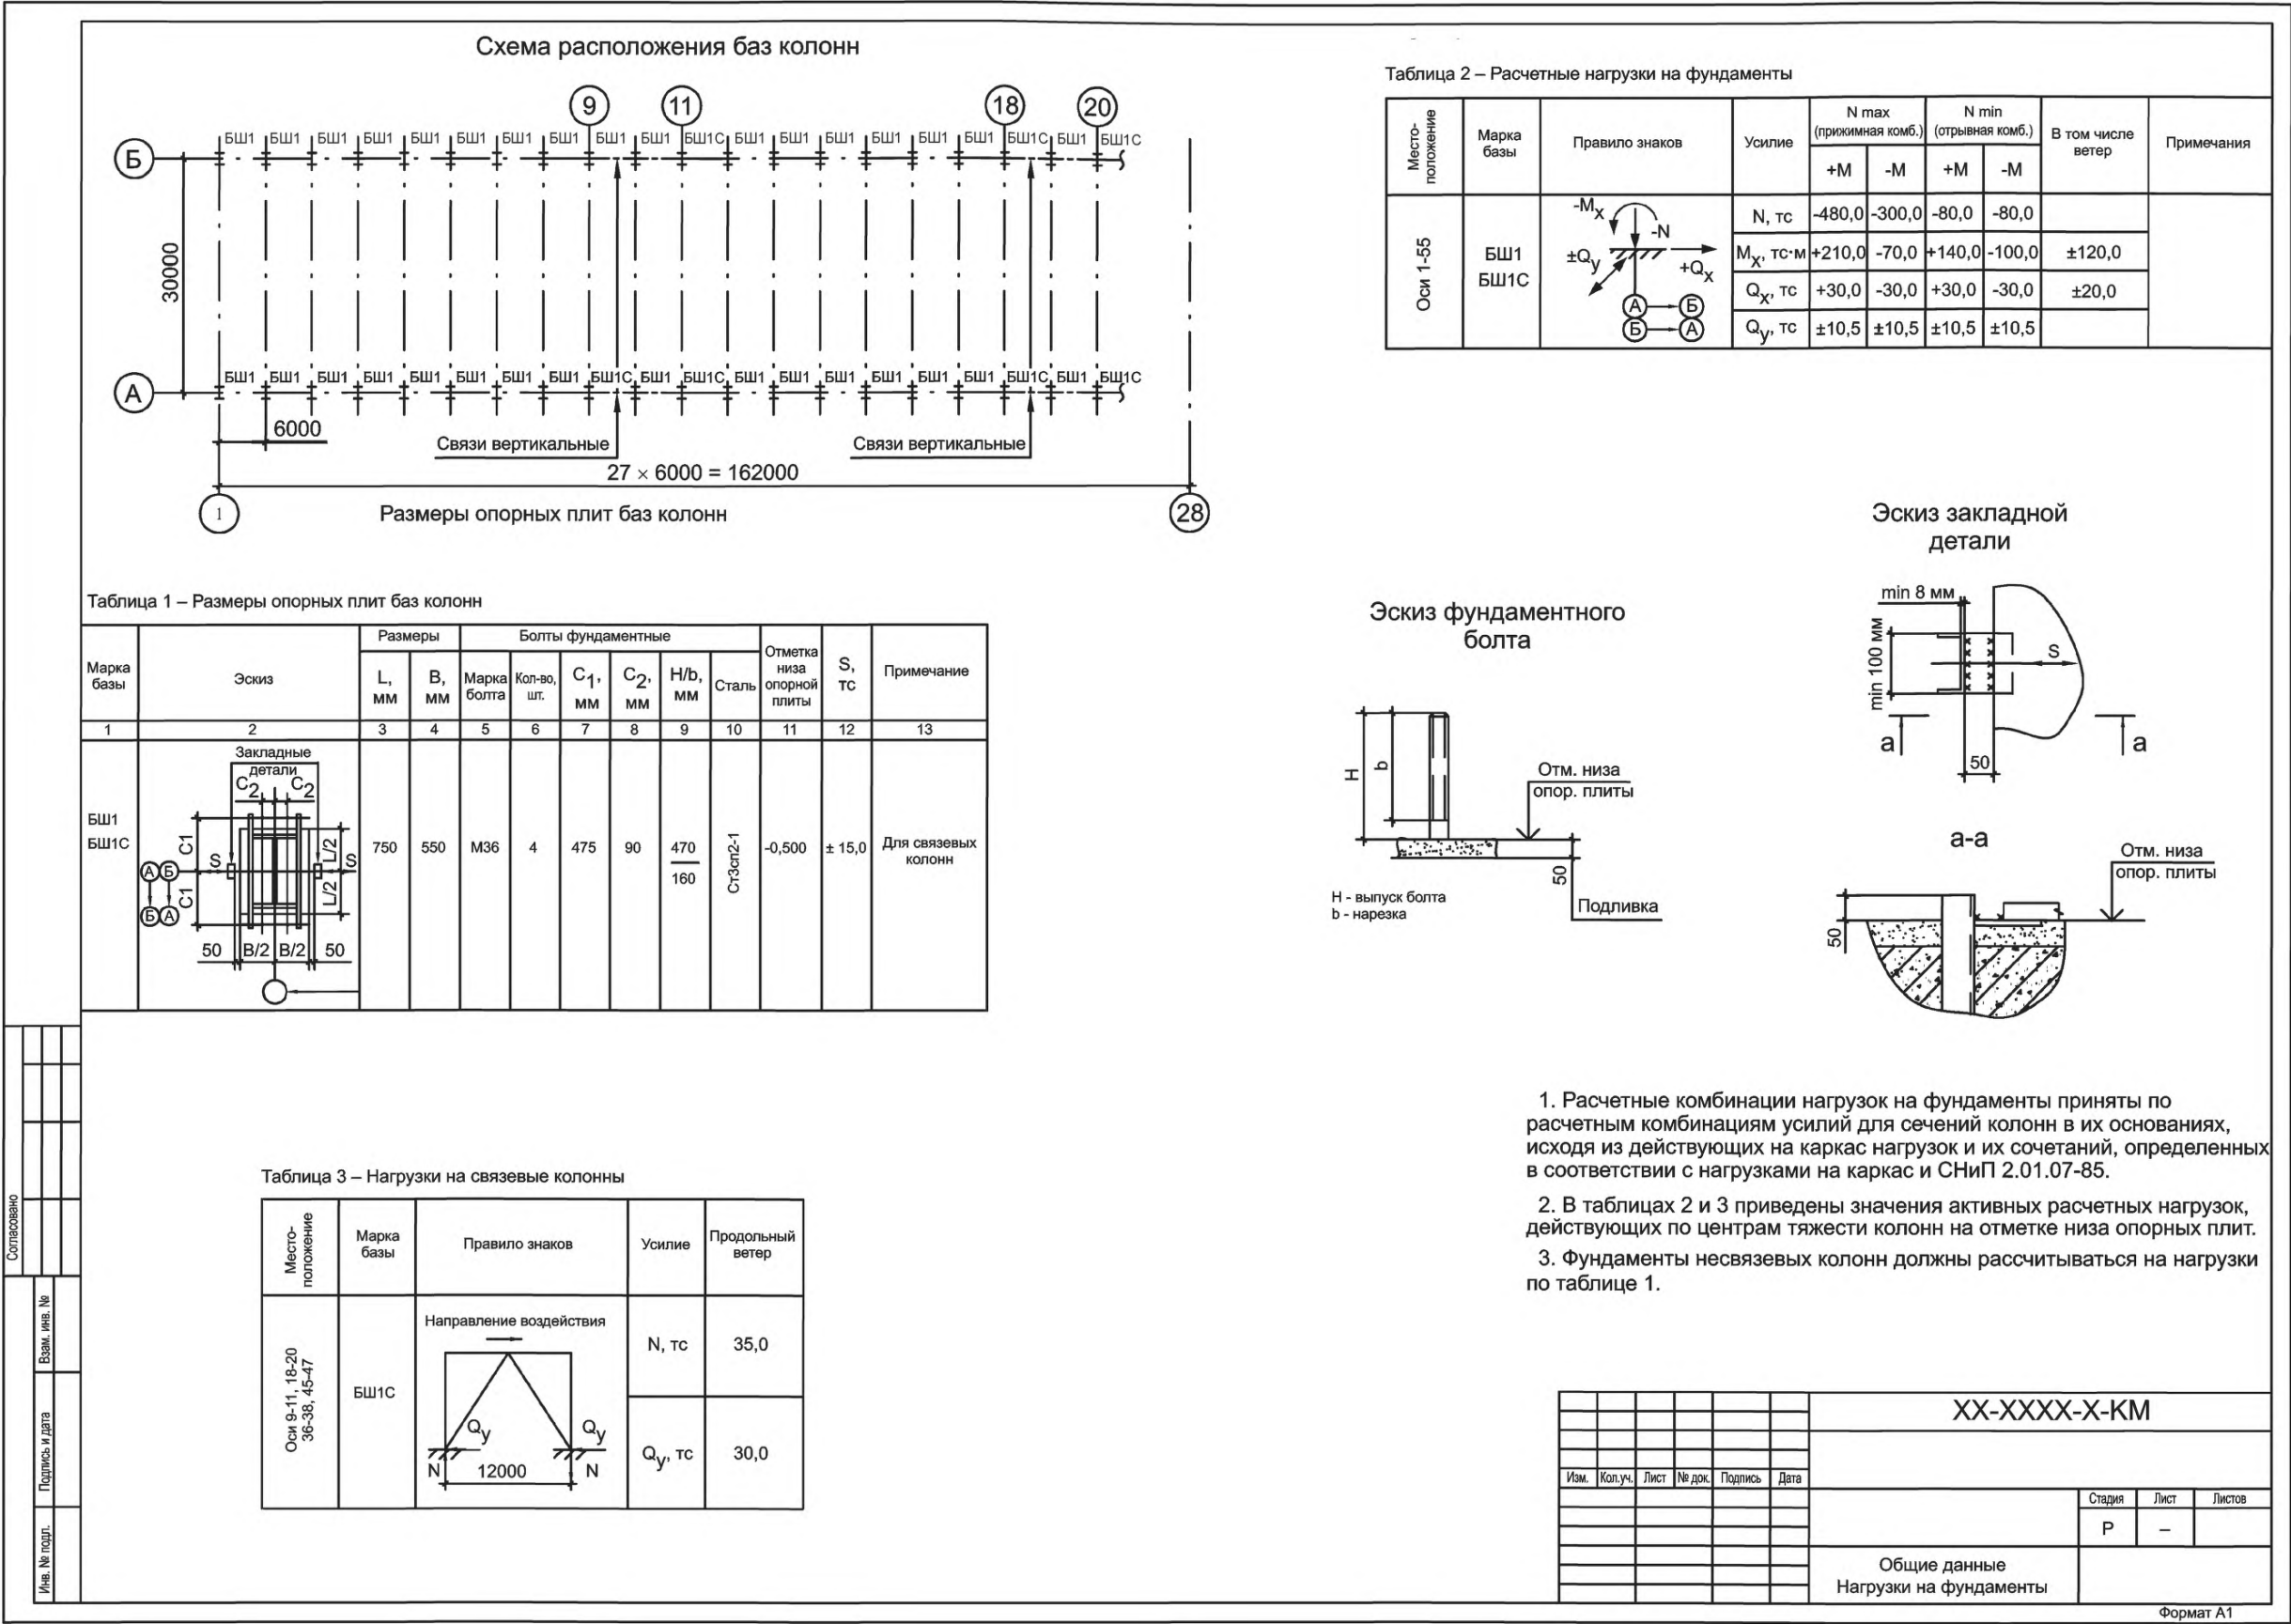 Схема расположения баз колонн
9 11 18 20
БШ1 БШ1 БШ1 БШ1 БШ1 БШ1 БШ1 БШ1 БШ1 БШ1 БШ1С БШ1 БШ1 БШ1 БШ1 БШ1 БШ1 БШ1С БШ1 БШ1С
Б
30000
БШ1 БШ1 БШ1 БШ1 БШ1 БШ1 БШ1 БШ1 БШ1С БШ1 БШ1С БШ1 БШ1 БШ1 БШ1 БШ1 БШ1 БШ1С БШ1 БШ1С
А
6000
Связи вертикальные
Связи вертикальные
27 × 6000 = 162000
1
28
Размеры опорных плит баз колонн
Таблица 2 – Расчетные нагрузки на фундаменты
Место-
положение
Марка
базы
Правило знаков
Усилие
N max
(прижимная комб.)
N min
(отрывная комб.)
В том числе
ветер
Примечания
+М -М +М -М
Оси 1-55
БШ1
БШ1С
-Mx
-N
±Qy
+Qx
А Б
Б А
N, тс -480,0 -300,0 -80,0 -80,0
Mx, тс·м +210,0 -70,0 +140,0 -100,0 ±120,0
Qx, тс +30,0 -30,0 +30,0 -30,0 ±20,0
Qy, тс ±10,5 ±10,5 ±10,5 ±10,5
Таблица 1 – Размеры опорных плит баз колонн
Марка
базы
Эскиз
Размеры
Болты фундаментные
Отметка
низа
опорной
плиты
S,
тс
Примечание
L,
мм
B,
мм
Марка
болта
Кол-во,
шт.
C1,
мм
C2,
мм
H/b,
мм
Сталь
1 2 3 4 5 6 7 8 9 10 11 12 13
БШ1
БШ1С
Закладные
детали
C2 C2
C1
C1
S
S
L/2
L/2
А Б
Б А
50 B/2 B/2 50
750 550 М36 4 475 90
470
160
Ст3сп2-1
-0,500 ± 15,0
Для связевых
колонн
Эскиз фундаментного
болта
H
b
Отм. низа
опор. плиты
50
Подливка
H - выпуск болта
b - нарезка
Эскиз закладной
детали
min 8 мм
min 100 мм
S
а а
50
а-а
Отм. низа
опор. плиты
50
Таблица 3 – Нагрузки на связевые колонны
Место-
положение
Марка
базы
Правило знаков
Усилие
Продольный
ветер
Оси 9-11, 18-20
36-38, 45-47
БШ1С
Направление воздействия
Qy Qy
N 12000 N
N, тс 35,0
Qy, тс 30,0
1. Расчетные комбинации нагрузок на фундаменты приняты по
расчетным комбинациям усилий для сечений колонн в их основаниях,
исходя из действующих на каркас нагрузок и их сочетаний, определенных
в соответствии с нагрузками на каркас и СНиП 2.01.07-85.
2. В таблицах 2 и 3 приведены значения активных расчетных нагрузок,
действующих по центрам тяжести колонн на отметке низа опорных плит.
3. Фундаменты несвязевых колонн должны рассчитываться на нагрузки
по таблице 1.
ХХ-ХХХХ-Х-КМ
Изм. Кол.уч. Лист № док. Подпись Дата
Стадия Лист Листов
Р –
Общие данные
Нагрузки на фундаменты
Формат А1
Согласовано
Взам. инв. №
Подпись и дата
Инв. № подл.